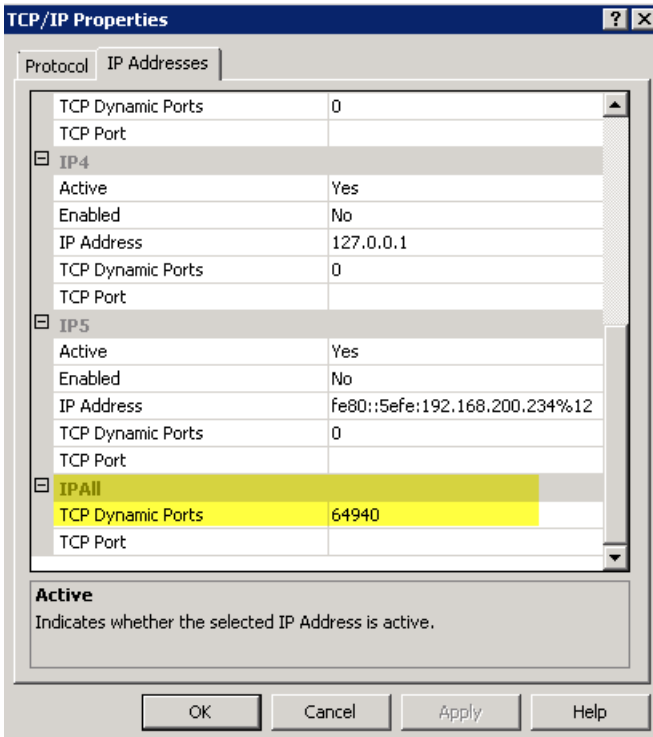 TCP/IP Properties
Protocol IP Addresses
TCP Dynamic Ports 0
TCP Port
IP4
Active Yes
Enabled No
IP Address 127.0.0.1
TCP Dynamic Ports 0
TCP Port
IP5
Active Yes
Enabled No
IP Address fe80::5efe:192.168.200.234%12
TCP Dynamic Ports 0
TCP Port
IPAll
TCP Dynamic Ports 64940
TCP Port
Active
Indicates whether the selected IP Address is active.
OK Cancel Apply Help